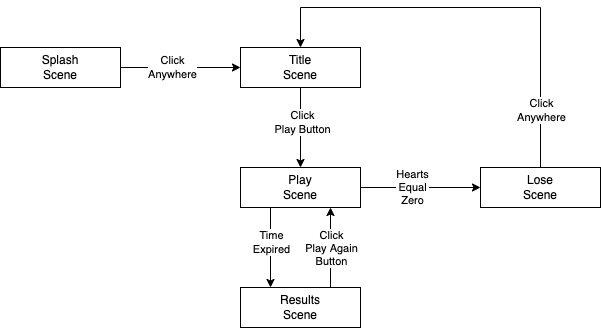 Splash
Scene
Click
Anywhere
Title
Scene
Click
Anywhere
Click
Play Button
Play
Scene
Hearts
Equal
Zero
Lose
Scene
Time
Expired
Click
Play Again
Button
Results
Scene